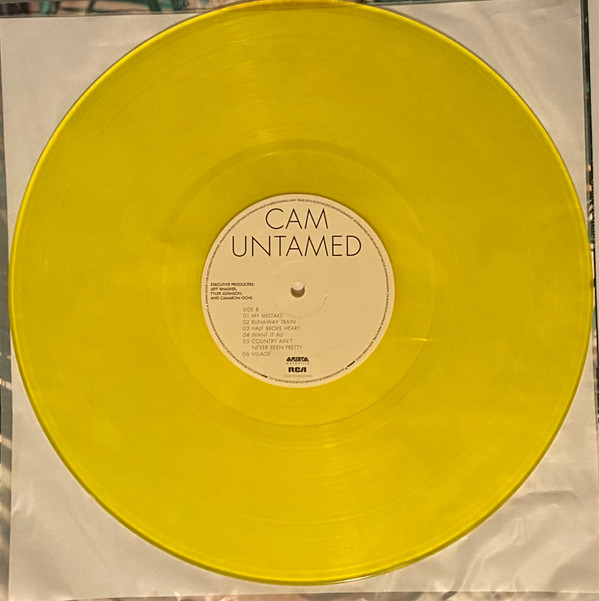 CAM
UNTAMED
EXECUTIVE PRODUCERS:
JEFF BHASKER,
TYLER JOHNSON,
AND CAMARON OCHS
SIDE B
01 MY MISTAKE
02 RUNAWAY TRAIN
03 HALF BROKE HEART
04 WANT IT ALL
05 COUNTRY AIN'T
NEVER BEEN PRETTY
06 VILLAGE
ARISTA
NASHVILLE
RCA